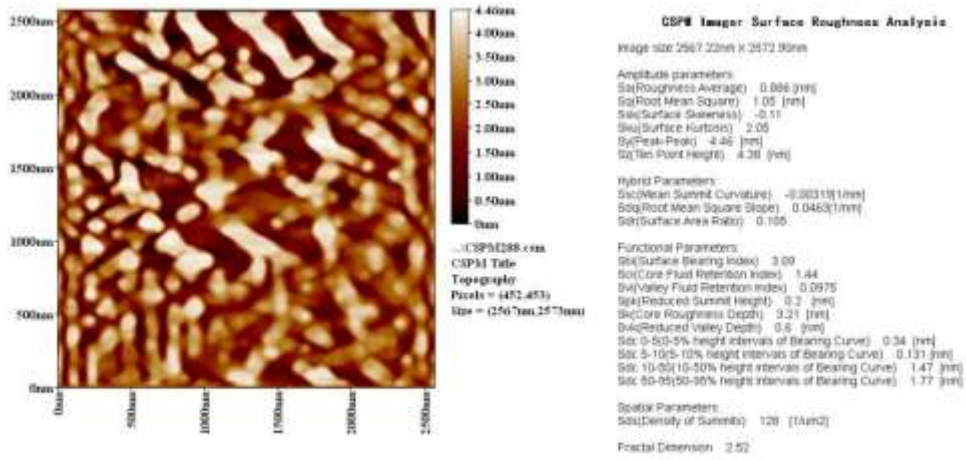 2500nm
2000nm
1500nm
1000nm
500nm
0nm
0nm
500nm
1000nm
1500nm
2000nm
2500nm
4.46nm
4.00nm
3.50nm
3.00nm
2.50nm
2.00nm
1.50nm
1.00nm
0.50nm
0nm
...\CSPM288.csm
CSPM Title
Topography
Pixels = (452,453)
Size = (2567nm,2573nm)
CSPM Imager Surface Roughness Analysis
Image size: 2567.22nm X 2572.90nm
Amplitude parameters:
Sa(Roughness Average) 0.886 [nm]
Sq(Root Mean Square) 1.05 [nm]
Ssk(Surface Skewness) -0.11
Sku(Surface Kurtosis) 2.05
Sy(Peak-Peak) 4.46 [nm]
Sz(Ten Point Height) 4.38 [nm]
Hybrid Parameters:
Ssc(Mean Summit Curvature) -0.00319[1/nm]
Sdq(Root Mean Square Slope) 0.0463[1/nm]
Sdr(Surface Area Ratio) 0.105
Functional Parameters:
Sbi(Surface Bearing Index) 3.09
Sci(Core Fluid Retention Index) 1.44
Svi(Valley Fluid Retention Index) 0.0975
Spk(Reduced Summit Height) 0.2 [nm]
Sk(Core Roughness Depth) 3.21 [nm]
Svk(Reduced Valley Depth) 0.6 [nm]
Sdc 0-5(0-5% height intervals of Bearing Curve) 0.34 [nm]
Sdc 5-10(5-10% height intervals of Bearing Curve) 0.131 [nm]
Sdc 10-50(10-50% height intervals of Bearing Curve) 1.47 [nm]
Sdc 50-95(50-95% height intervals of Bearing Curve) 1.77 [nm]
Spatial Parameters:
Sds(Density of Summits) 128 [1/um2]
Fractal Dimension 2.52